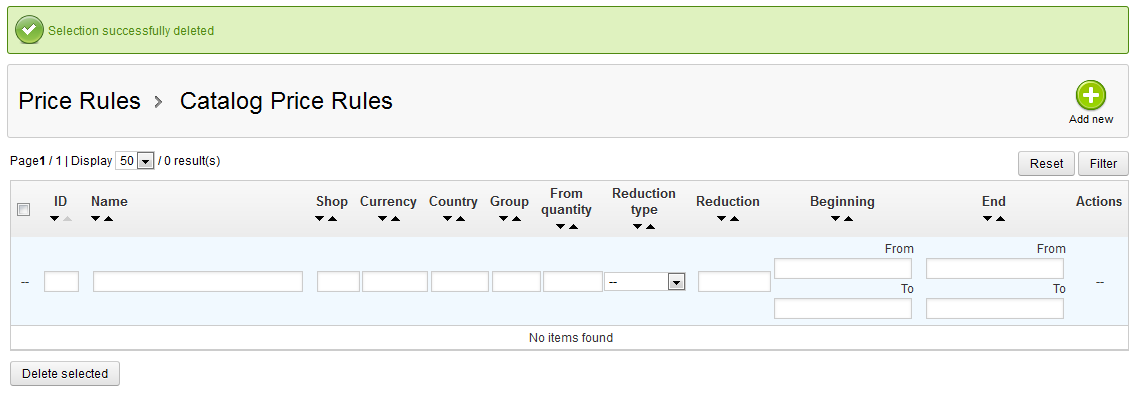 Selection successfully deleted
Price Rules > Catalog Price Rules
Add new
Page1 / 1 | Display 50 / 0 result(s)
Reset Filter
ID Name Shop Currency Country Group From quantity Reduction type Reduction Beginning End Actions
From From
-- -- --
To To
No items found
Delete selected